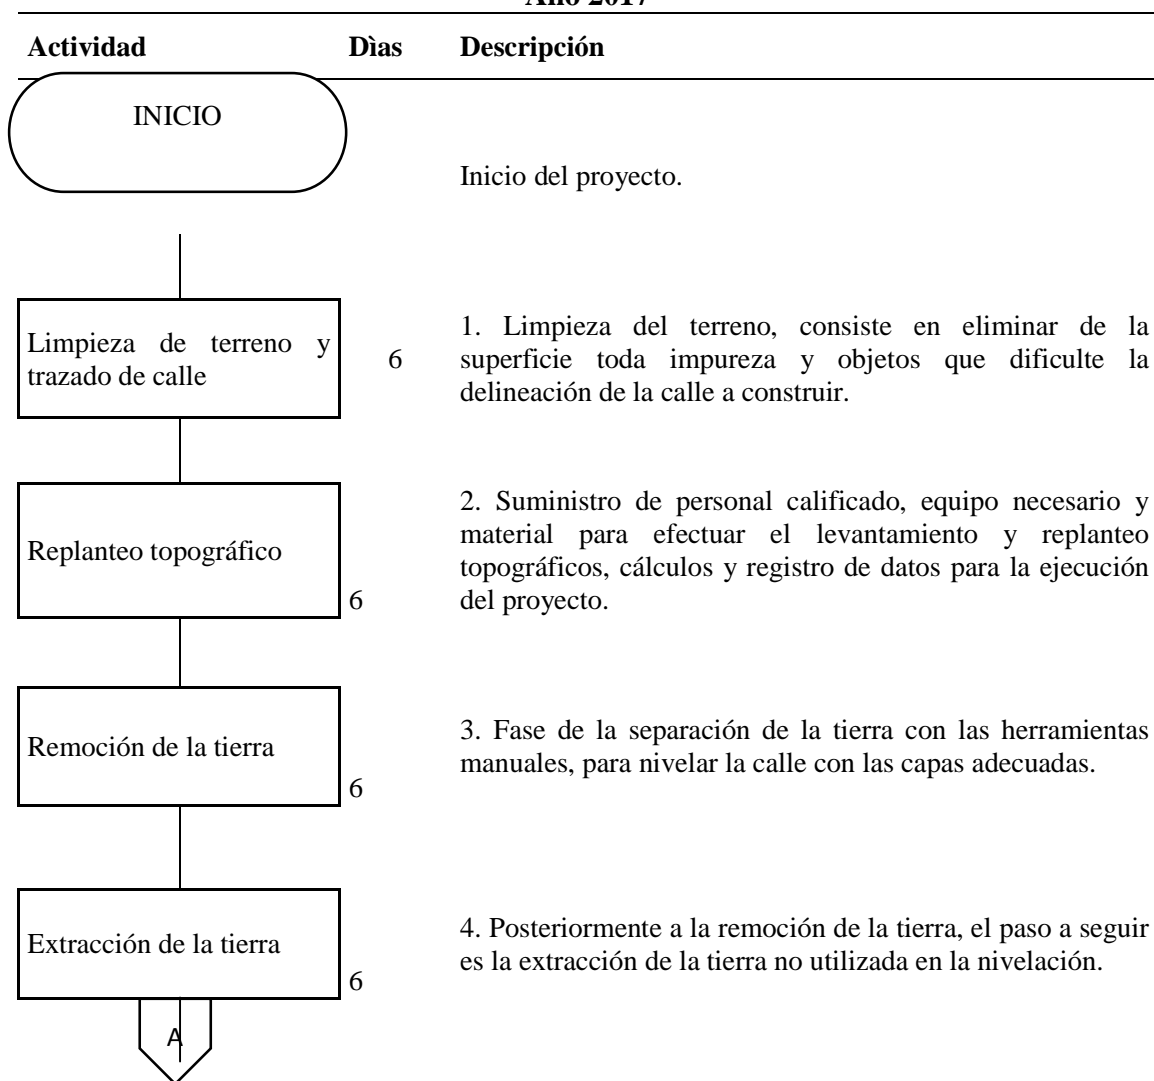 Año 2017
Actividad Dìas Descripción
INICIO
Inicio del proyecto.
Limpieza de terreno y
trazado de calle
6
1. Limpieza del terreno, consiste en eliminar de la
superficie toda impureza y objetos que dificulte la
delineación de la calle a construir.
Replanteo topográfico
6
2. Suministro de personal calificado, equipo necesario y
material para efectuar el levantamiento y replanteo
topográficos, cálculos y registro de datos para la ejecución
del proyecto.
Remoción de la tierra
6
3. Fase de la separación de la tierra con las herramientas
manuales, para nivelar la calle con las capas adecuadas.
Extracción de la tierra
6
4. Posteriormente a la remoción de la tierra, el paso a seguir
es la extracción de la tierra no utilizada en la nivelación.
A